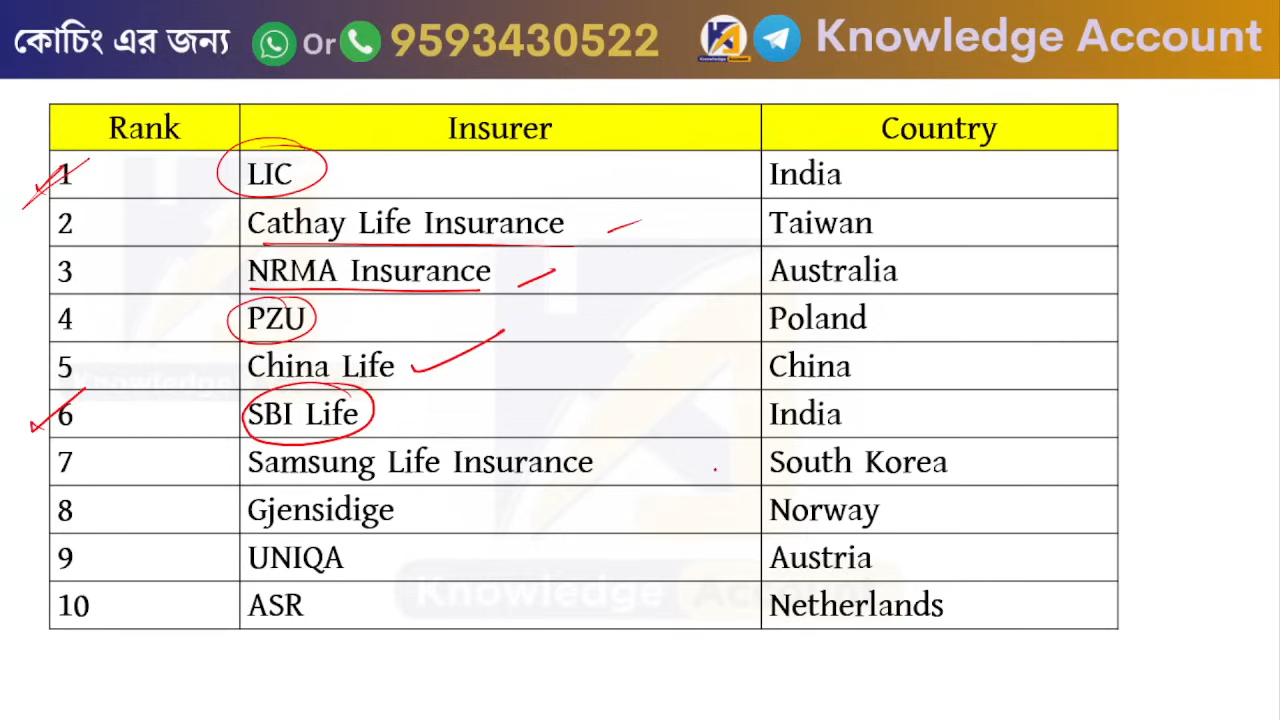 কোচিং এর জন্য Or 9593430522 Knowledge Account
Rank Insurer Country
1 LIC India
2 Cathay Life Insurance Taiwan
3 NRMA Insurance Australia
4 PZU Poland
5 China Life China
6 SBI Life India
7 Samsung Life Insurance South Korea
8 Gjensidige Norway
9 UNIQA Austria
10 ASR Netherlands
Knowledge Account